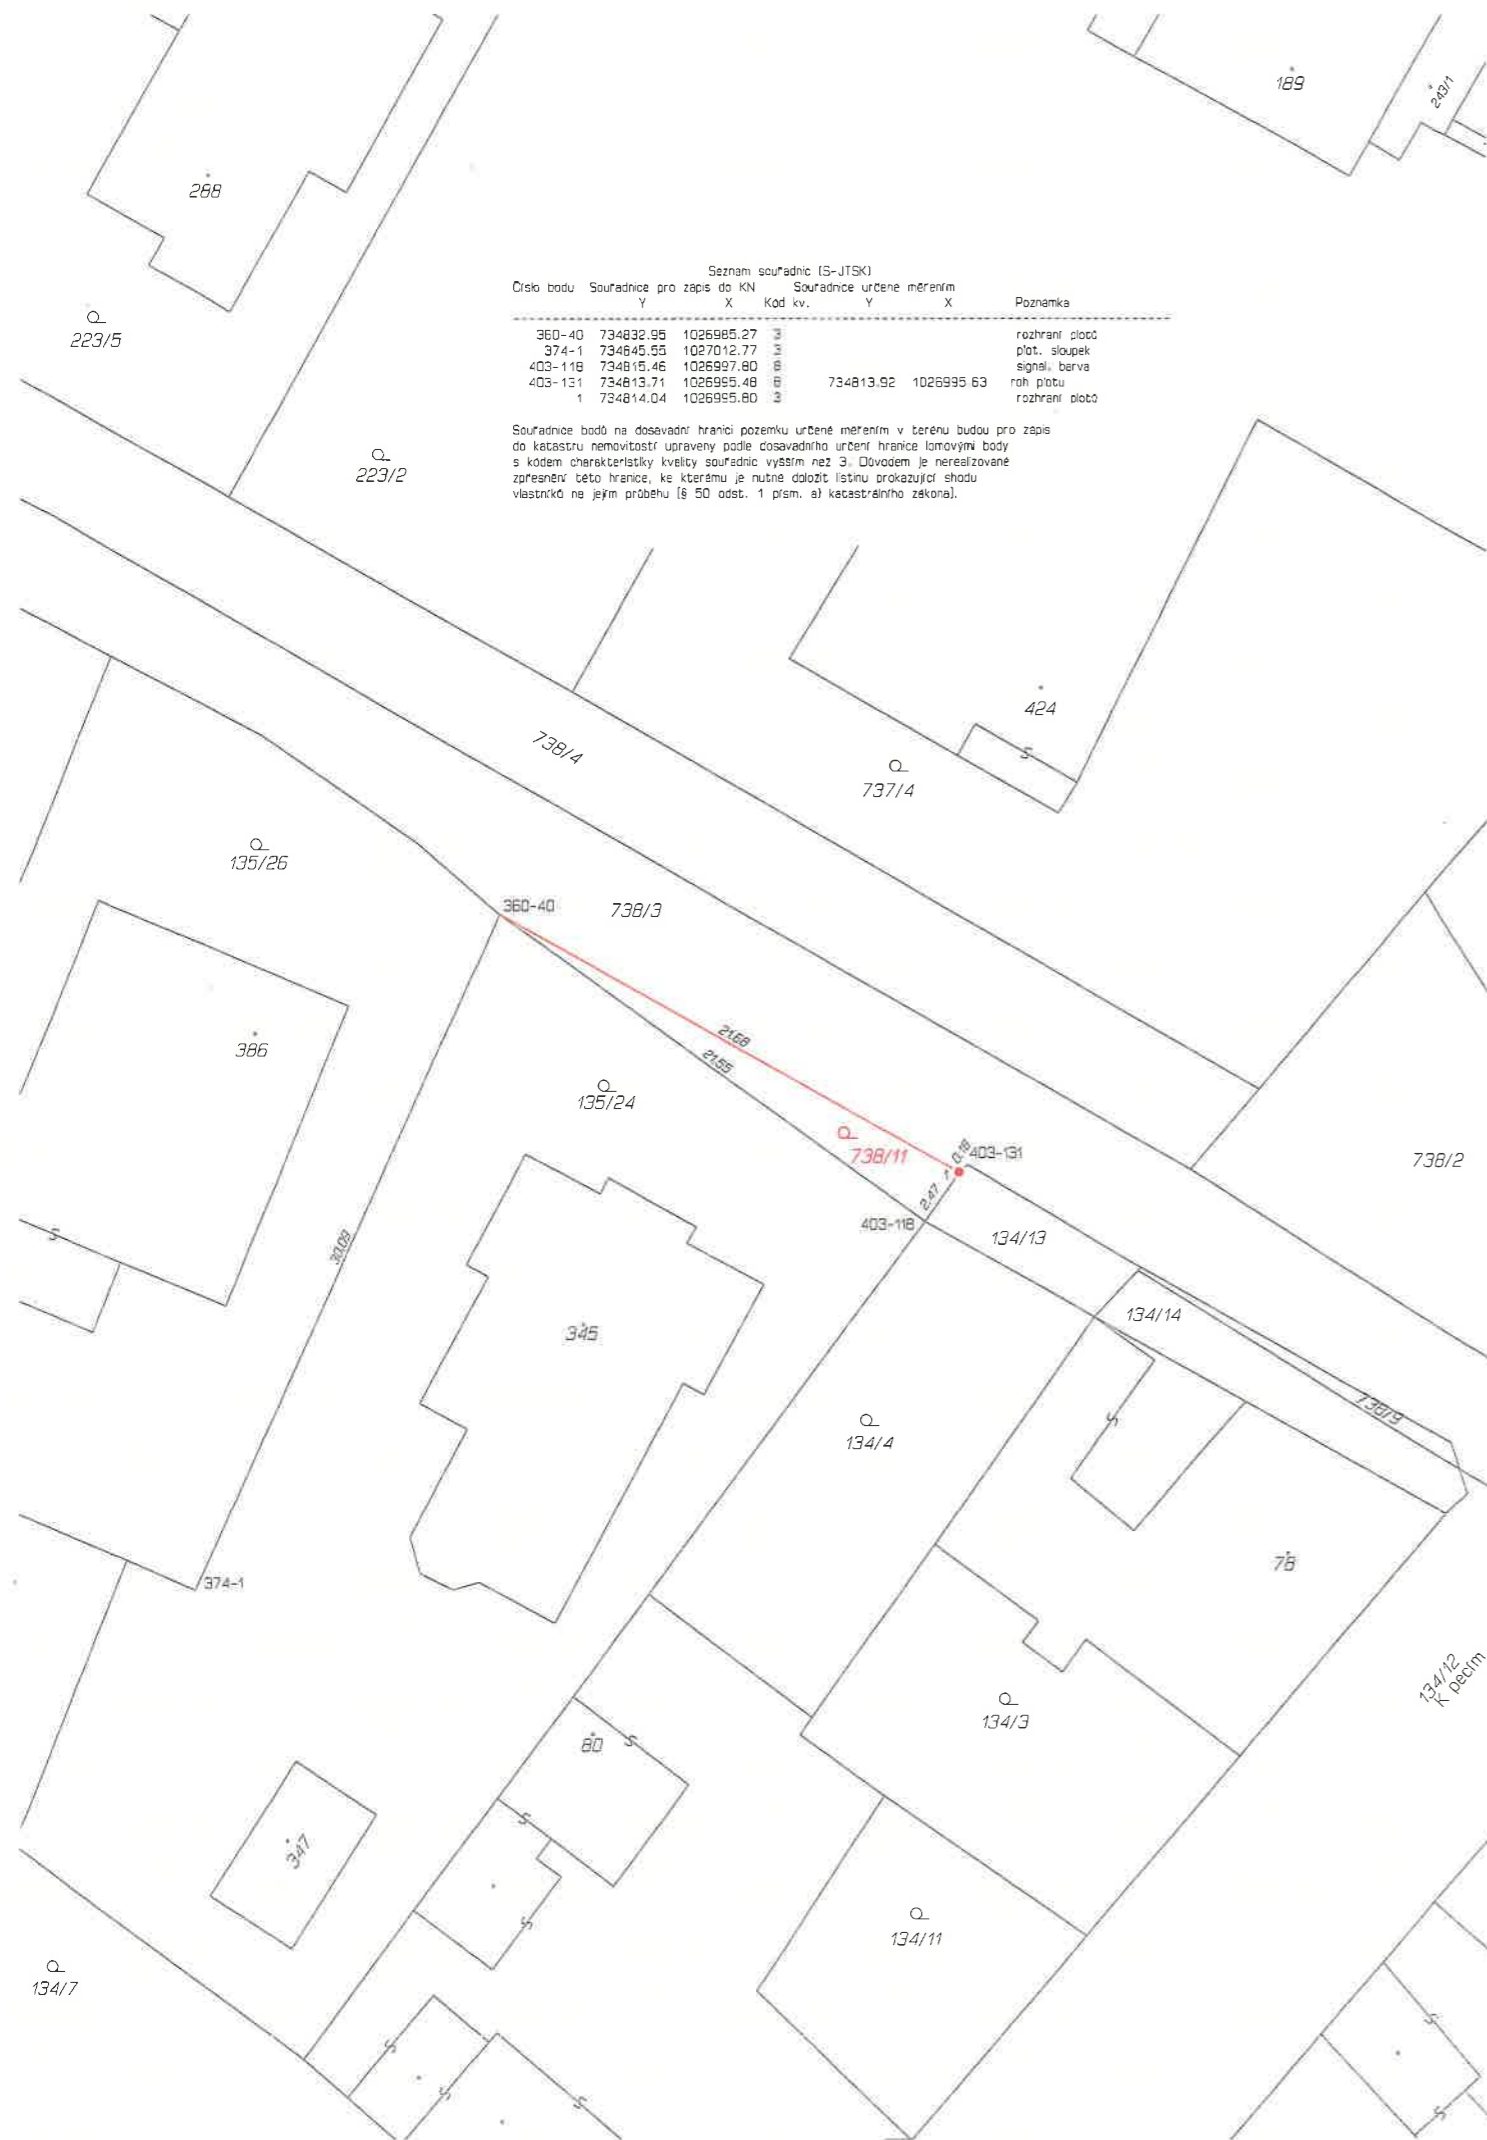 189
243/1
288
Seznam souřadnic (S-JTSK)
Číslo bodu Souřadnice pro zápis do KN Souřadnice určené měřením
Y X Kód kv. Y X Poznámka
360-40 734832.95 1026985.27 3 rozhraní plotů
374-1 734845.55 1027012.77 3 plot. sloupek
403-118 734815.46 1026997.80 8 signal. barva
403-131 734813.71 1026995.48 8 734813.92 1026995.63 roh plotu
1 734814.04 1026995.80 3 rozhraní plotů
223/5
Souřadnice bodů na dosavadní hranici pozemku určené měřením v terénu budou pro zápis
do katastru nemovitostí upraveny podle dosavadního určení hranice lomovými body
s kódem charakteristiky kvality souřadnic vyšším než 3. Důvodem je nerealizované
zpřesnění této hranice, ke kterému je nutné doložit listinu prokazující shodu
vlastníků na jejím průběhu [§ 50 odst. 1 písm. a) katastrálního zákona].
223/2
424
738/4
737/4
135/26
360-40
738/3
386
21.68
21.55
135/24
738/11
1
0.18
403-131
738/2
2.47
403-118
134/13
30.09
134/14
345
738/9
134/4
78
374-1
134/12
K pecím
134/3
80
347
134/11
134/7